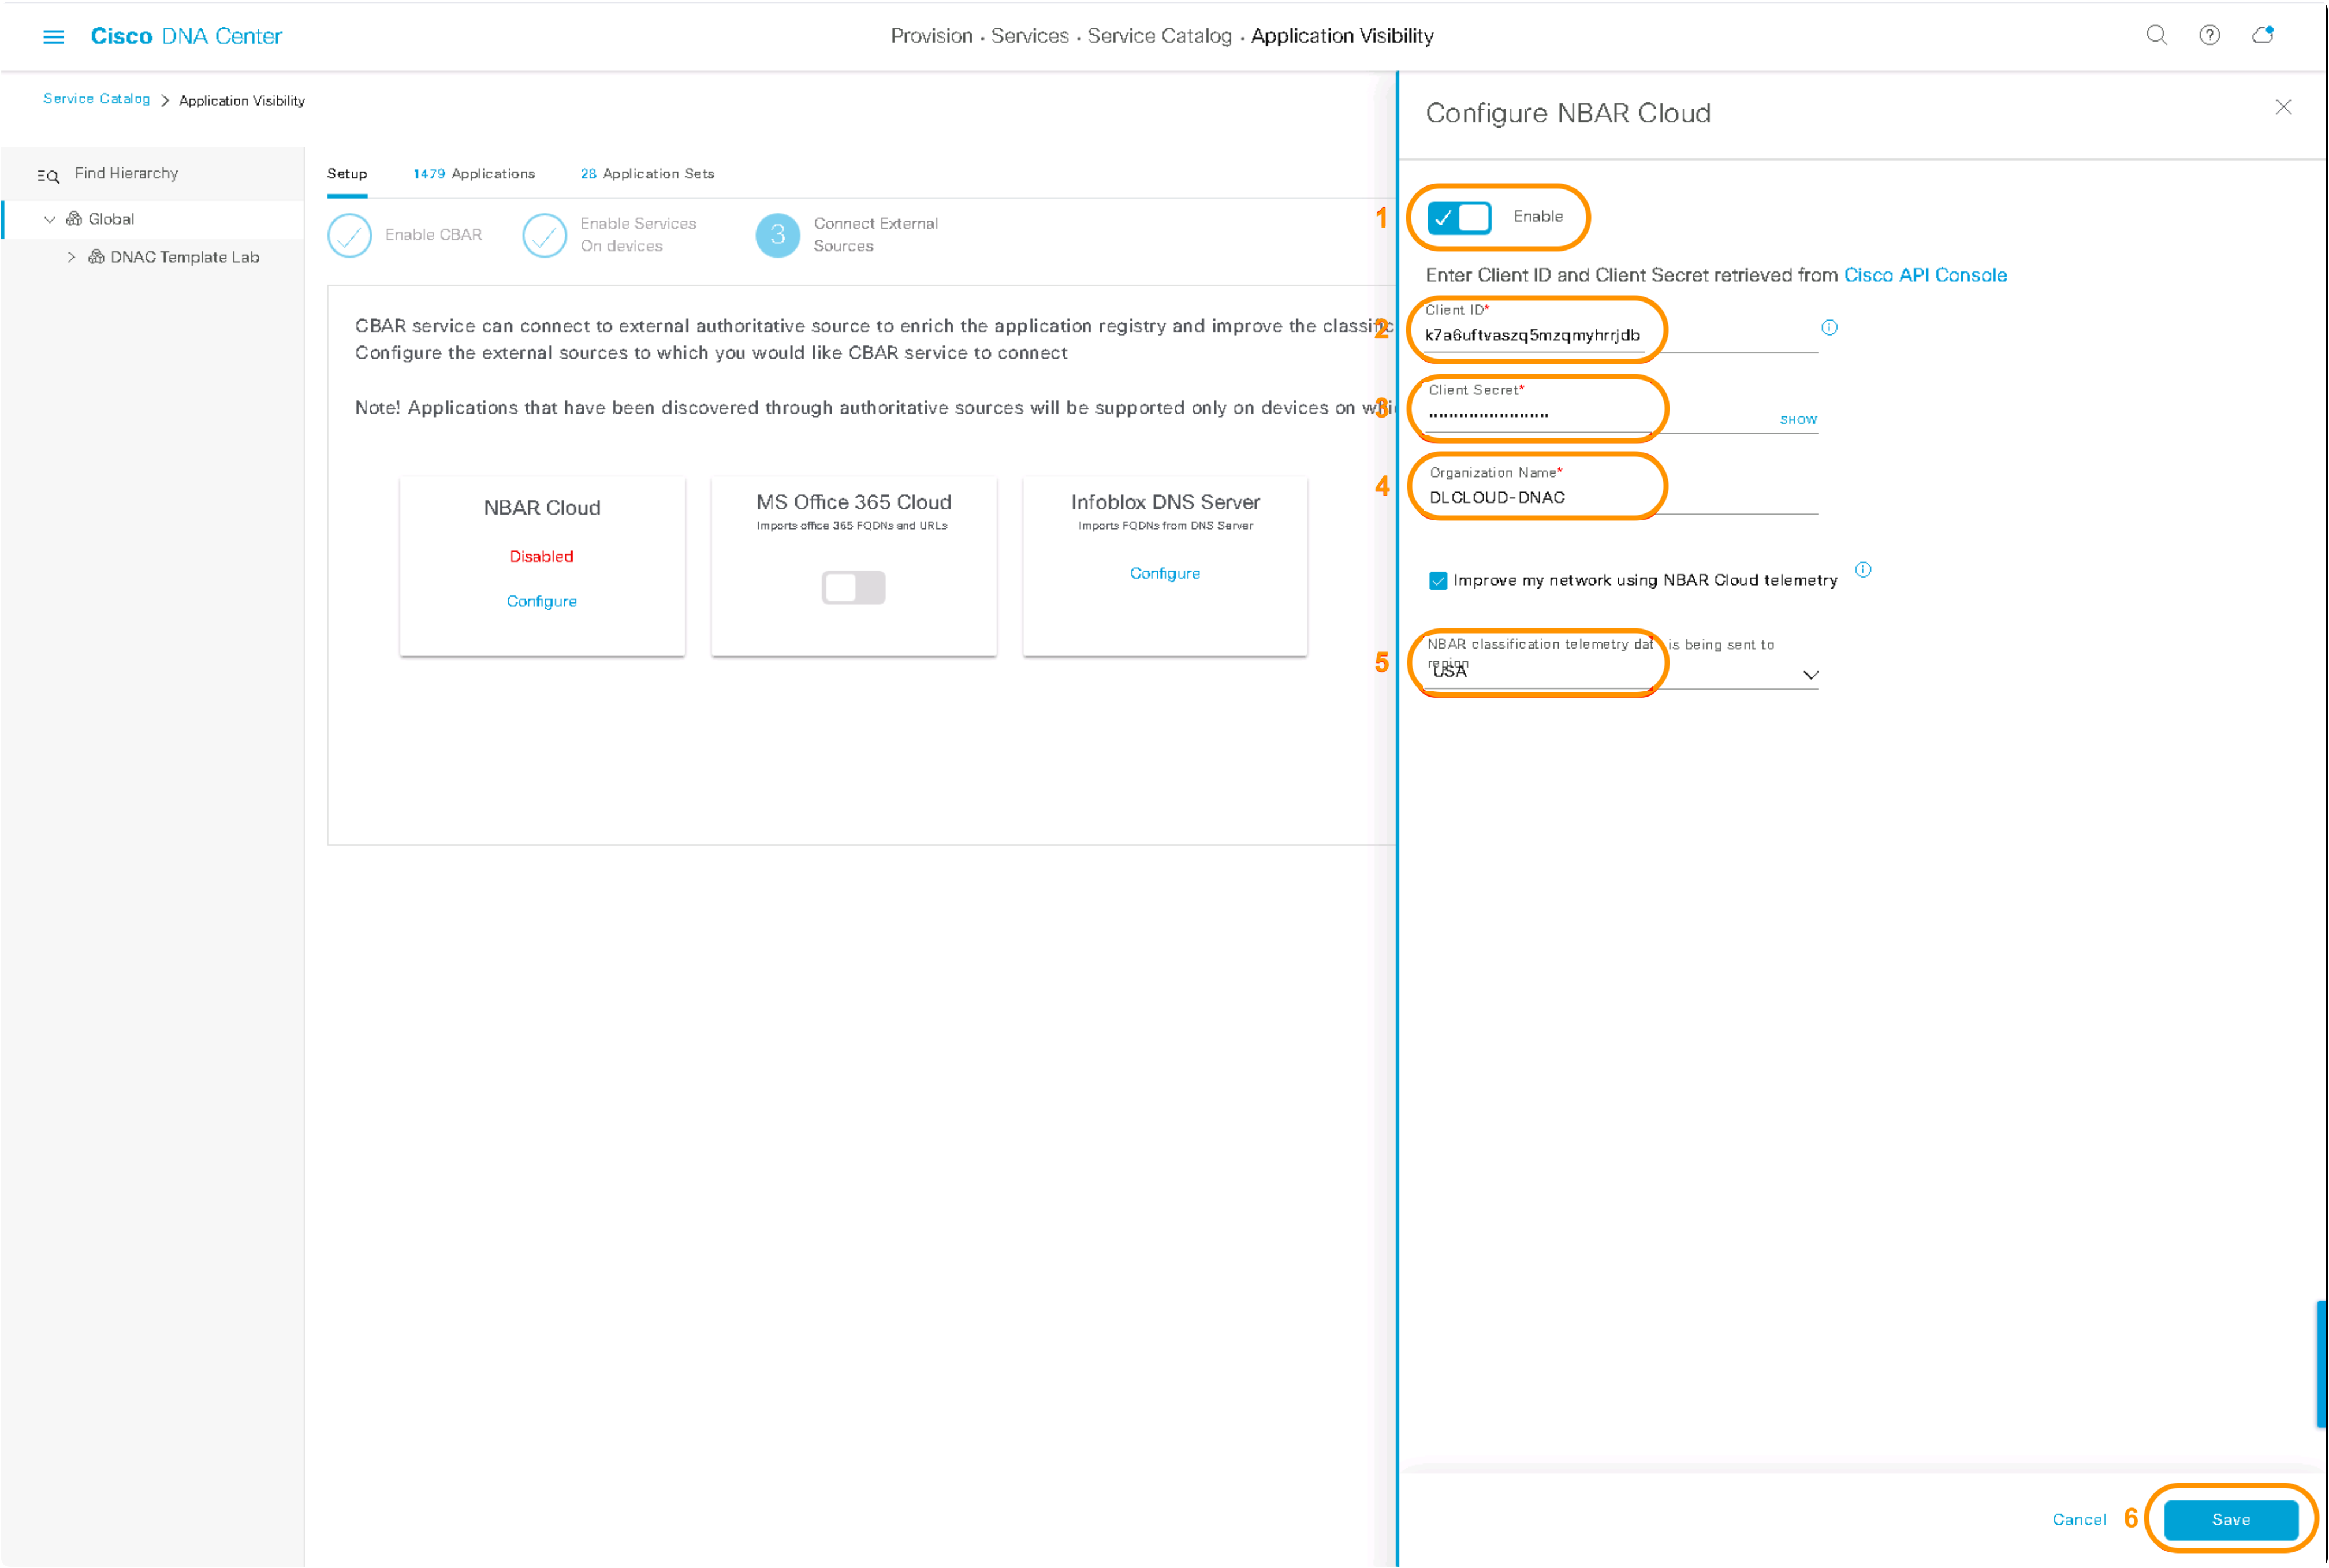 Cisco DNA Center
Provision • Services • Service Catalog • Application Visibility
Service Catalog > Application Visibility
Find Hierarchy
Global
DNAC Template Lab
Setup
1479 Applications
28 Application Sets
Enable CBAR
Enable Services
On devices
3
Connect External
Sources
CBAR service can connect to external authoritative source to enrich the application registry and improve the
Configure the external sources to which you would like CBAR service to connect
Note! Applications that have been discovered through authoritative sources will be supported only on devices on
NBAR Cloud
Disabled
Configure
MS Office 365 Cloud
Imports office 365 FQDNs and URLs
Infoblox DNS Server
Imports FQDNs from DNS Server
Configure
Configure NBAR Cloud
1
Enable
Enter Client ID and Client Secret retrieved from Cisco API Console
Client ID*
2
k7a6uftvaszq5mzqmyhrrjdb
Client Secret*
3
SHOW
Organization Name*
4
DLCLOUD-DNAC
Improve my network using NBAR Cloud telemetry
NBAR classification telemetry is being sent to
region
5
USA
Cancel
6
Save